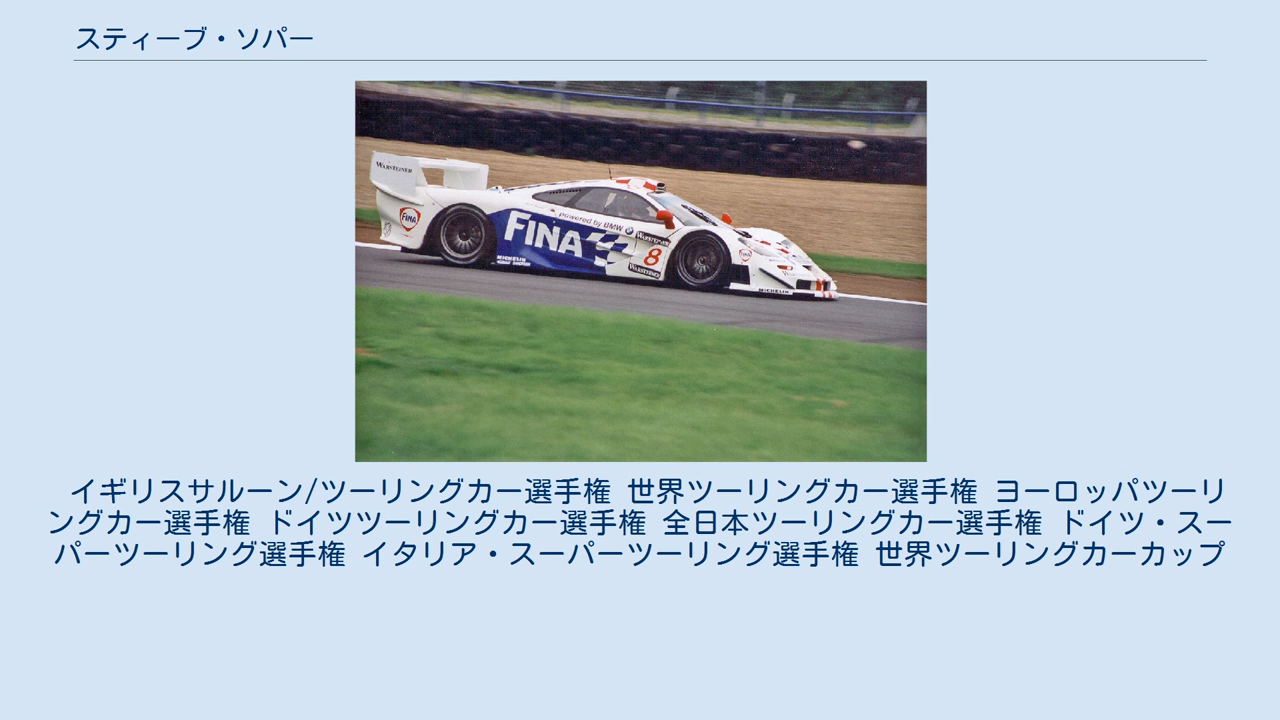 スティーブ・ソパー
WARSTEINER
FINA
powered by BMW
FINA
WARSTEINER
8
WARSTEINER
MICHELIN
MICHELIN
イギリスサルーン/ツーリングカー選手権 世界ツーリングカー選手権 ヨーロッパツーリ
ングカー選手権 ドイツツーリングカー選手権 全日本ツーリングカー選手権 ドイツ・スー
パーツーリング選手権 イタリア・スーパーツーリング選手権 世界ツーリングカーカップ